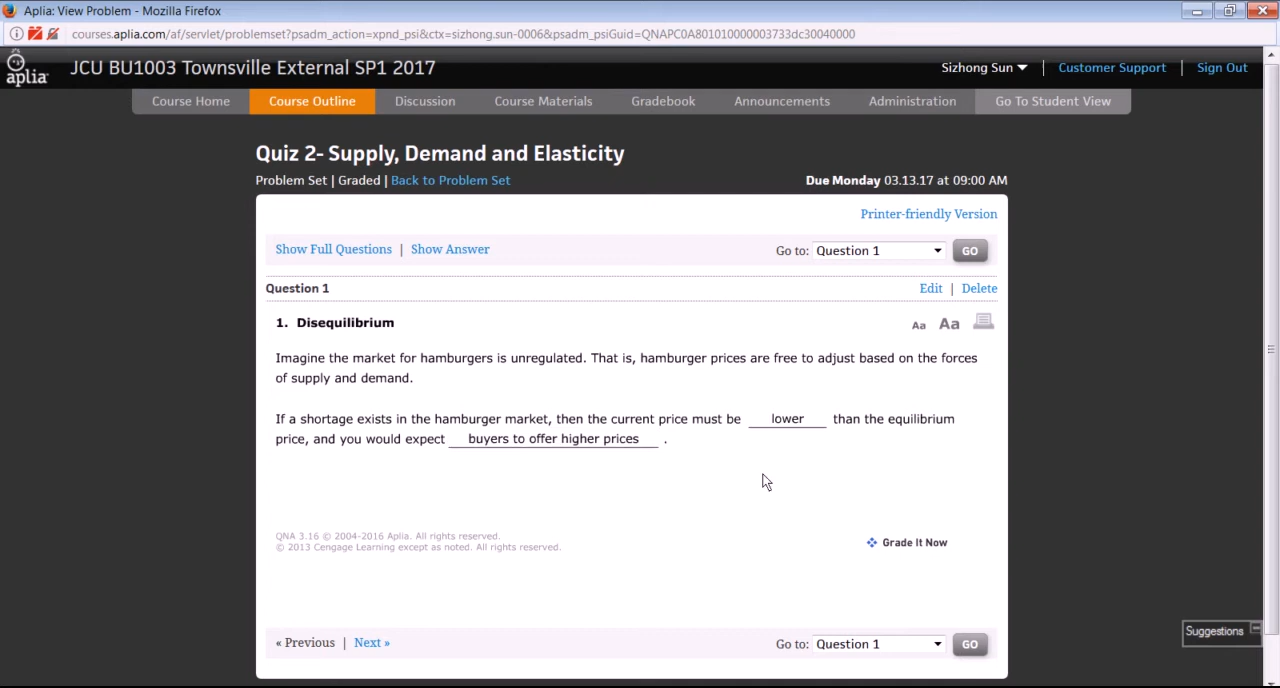 Aplia: View Problem - Mozilla Firefox
courses.aplia.com/af/servlet/problemset?psadm_action=xpnd_psi&ctx=sizhong.sun-0006&psadm_psiGuid=QNAPC0A801010000003733dc30040000
aplia JCU BU1003 Townsville External SP1 2017 Sizhong Sun | Customer Support | Sign Out
Course Home Course Outline Discussion Course Materials Gradebook Announcements Administration Go To Student View
Quiz 2- Supply, Demand and Elasticity
Problem Set | Graded | Back to Problem Set Due Monday 03.13.17 at 09:00 AM
Printer-friendly Version
Show Full Questions | Show Answer Go to: Question 1 GO
Question 1 Edit | Delete
1. Disequilibrium Aa Aa
Imagine the market for hamburgers is unregulated. That is, hamburger prices are free to adjust based on the forces
of supply and demand.
If a shortage exists in the hamburger market, then the current price must be lower than the equilibrium
price, and you would expect buyers to offer higher prices .
QNA 3.16 © 2004-2016 Aplia. All rights reserved.
© 2013 Cengage Learning except as noted. All rights reserved.
Grade It Now
« Previous | Next » Go to: Question 1 GO
Suggestions